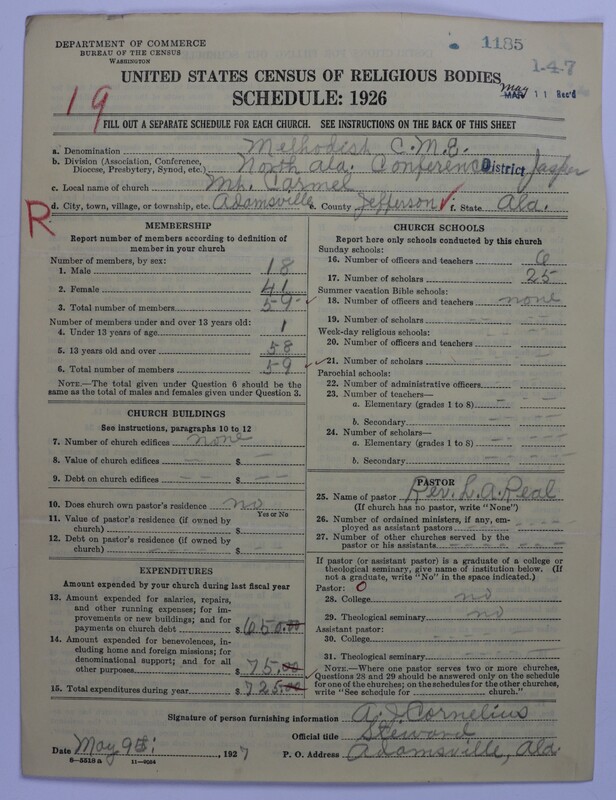 DEPARTMENT OF COMMERCE
BUREAU OF THE CENSUS
WASHINGTON
1185
1-4-7
UNITED STATES CENSUS OF RELIGIOUS BODIES
SCHEDULE: 1926
May 11 Rec'd
19
FILL OUT A SEPARATE SCHEDULE FOR EACH CHURCH. SEE INSTRUCTIONS ON THE BACK OF THIS SHEET
a. Denomination Methodish C.M.E.
b. Division (Association, Conference, Diocese, Presbytery, Synod, etc.) North Ala. Conference District Jasper
c. Local name of church Mh. Carmel
d. City, town, village, or township, etc. Adamsville e. County Jefferson ✓ f. State Ala.
R
MEMBERSHIP
Report number of members according to definition of
member in your church
Number of members, by sex:
1. Male 18
2. Female 41
3. Total number of members 59 ✓
Number of members under and over 13 years old:
4. Under 13 years of age 1
5. 13 years old and over 58
6. Total number of members 59 ✓
NOTE.—The total given under Question 6 should be
same as the total of males and females given under Question 3.
CHURCH BUILDINGS
See instructions, paragraphs 10 to 12
7. Number of church edifices none
8. Value of church edifices -- $ --
9. Debt on church edifices -- $ --
10. Does church own pastor's residence no
Yes or No
11. Value of pastor's residence (if owned by
church) $ --
12. Debt on pastor's residence (if owned by
church) -- $ --
EXPENDITURES
Amount expended by your church during last fiscal year
13. Amount expended for salaries, repairs,
and other running expenses; for im-
provements or new buildings; and for
payments on church debt $ 650.00
14. Amount expended for benevolences, in-
cluding home and foreign missions; for
denominational support; and for all
other purposes $ 75.00
15. Total expenditures during year $ 725.00 ✓
CHURCH SCHOOLS
Report here only schools conducted by this church
Sunday schools:
16. Number of officers and teachers 6
17. Number of scholars 25
Summer vacation Bible schools:
18. Number of officers and teachers none
19. Number of scholars -- --
Week-day religious schools:
20. Number of officers and teachers -- --
21. Number of scholars -- --
Parochial schools:
22. Number of administrative officers -- --
23. Number of teachers—
a. Elementary (grades 1 to 8) -- --
b. Secondary -- --
24. Number of scholars—
a. Elementary (grades 1 to 8) -- --
b. Secondary -- --
PASTOR
25. Name of pastor Rev. L. A. Real
(If church has no pastor, write "None")
26. Number of ordained ministers, if any, em-
ployed as assistant pastors -- --
27. Number of other churches served by the
pastor or his assistants -- --
If pastor (or assistant pastor) is a graduate of a college or
theological seminary, give name of institution below. (If
not a graduate, write "No" in the space indicated.)
Pastor: O
28. College no
29. Theological seminary no
Assistant pastor:
30. College -- --
31. Theological seminary
NOTE.—Where one pastor serves two or more churches,
Questions 28 and 29 should be answered only on the schedule
for one of the churches; on the schedules for the other churches,
write "See schedule for church."
Signature of person furnishing information A. J. Cornelius
Official title Steward
Date May 9th, 1927 P. O. Address Adamsville, Ala.
8—5518 a 11—9034